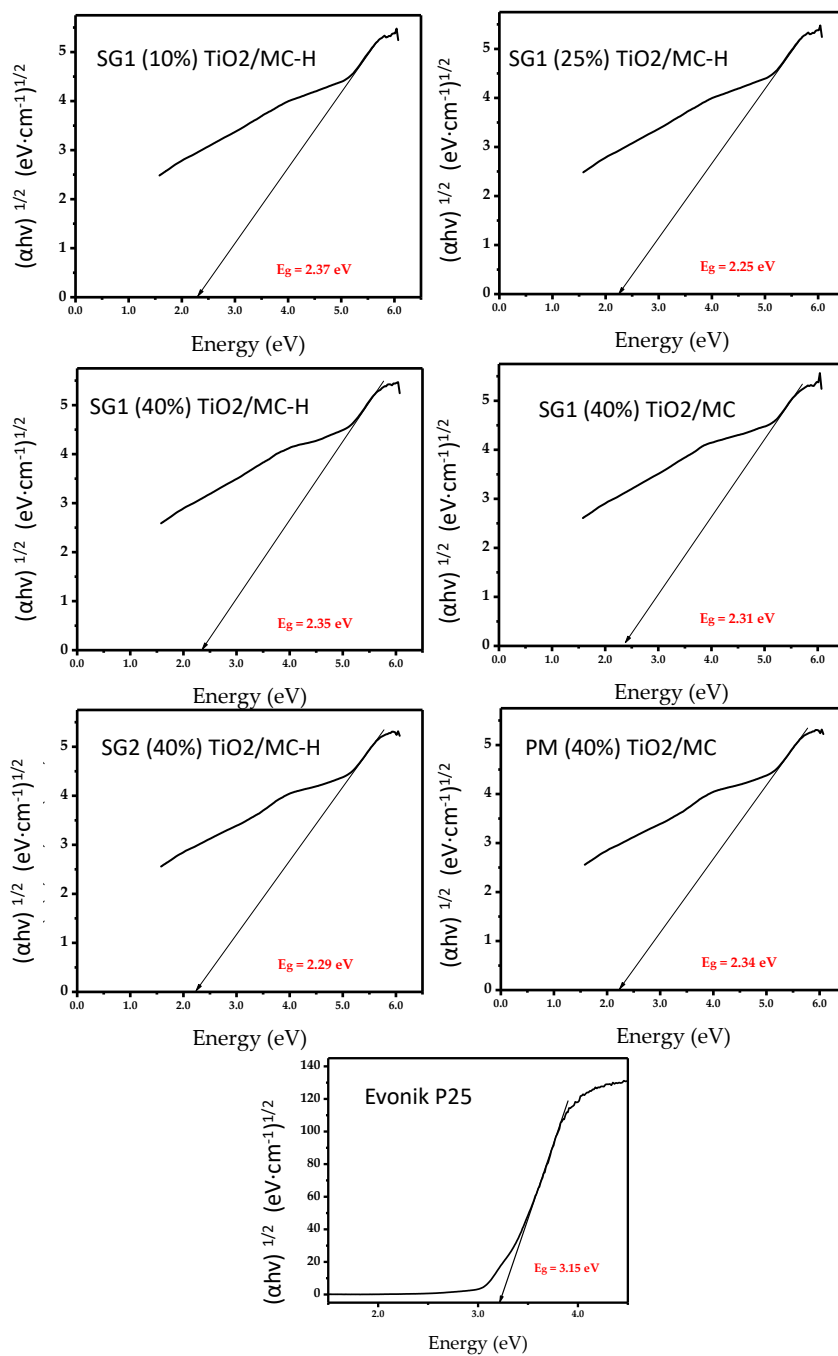 SG1 (10%) TiO2/MC-H
(αhν) 1/2 (eV·cm-1)1/2
5
4
3
2
1
0
0.0 1.0 2.0 3.0 4.0 5.0 6.0
Eg = 2.37 eV
Energy (eV)
SG1 (25%) TiO2/MC-H
(αhν) 1/2 (eV·cm-1)1/2
5
4
3
2
1
0
0.0 1.0 2.0 3.0 4.0 5.0 6.0
Eg = 2.25 eV
Energy (eV)
SG1 (40%) TiO2/MC-H
(αhν) 1/2 (eV·cm-1)1/2
5
4
3
2
1
0
0.0 1.0 2.0 3.0 4.0 5.0 6.0
Eg = 2.35 eV
Energy (eV)
SG1 (40%) TiO2/MC
(αhν) 1/2 (eV·cm-1)1/2
5
4
3
2
1
0
0.0 1.0 2.0 3.0 4.0 5.0 6.0
Eg = 2.31 eV
Energy (eV)
SG2 (40%) TiO2/MC-H
(αhν) 1/2 (eV·cm-1)1/2
5
4
3
2
1
0
0.0 1.0 2.0 3.0 4.0 5.0 6.0
Eg = 2.29 eV
Energy (eV)
PM (40%) TiO2/MC
(αhν) 1/2 (eV·cm-1)1/2
5
4
3
2
1
0
0.0 1.0 2.0 3.0 4.0 5.0 6.0
Eg = 2.34 eV
Energy (eV)
Evonik P25
(αhν) 1/2 (eV·cm-1)1/2
140
120
100
80
60
40
20
0
2.0 3.0 4.0
Eg = 3.15 eV
Energy (eV)